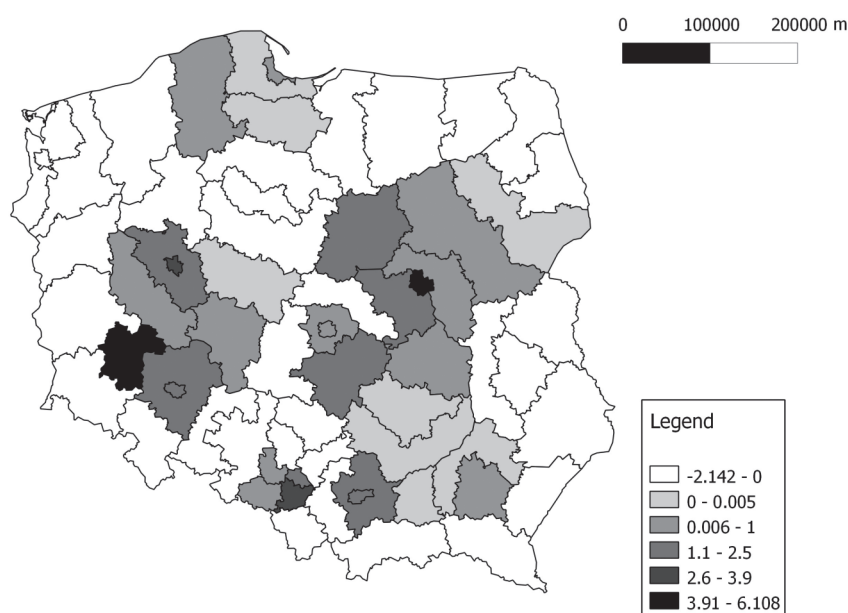 0 100000 200000 m
Legend
-2.142 - 0
0 - 0.005
0.006 - 1
1.1 - 2.5
2.6 - 3.9
3.91 - 6.108